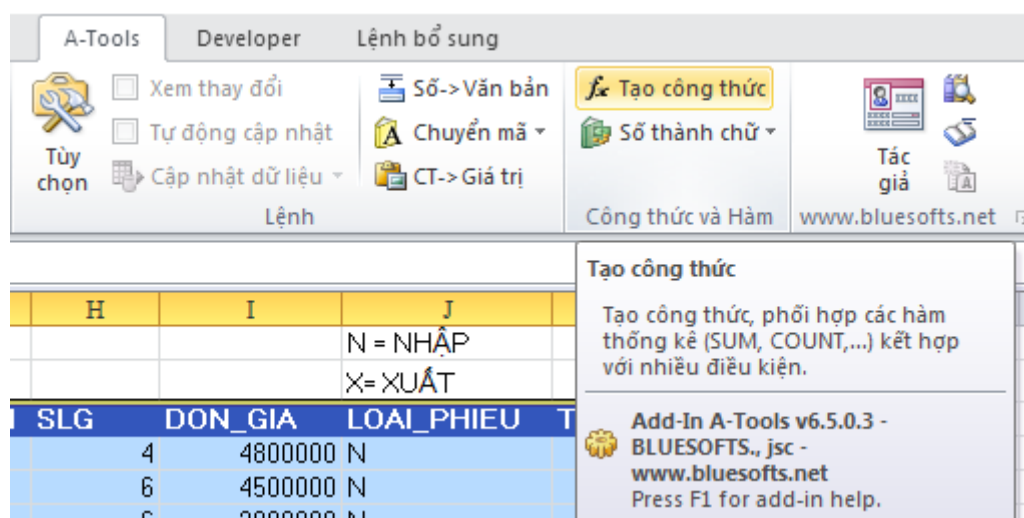 A-Tools Developer Lệnh bổ sung
Xem thay đổi
Tự động cập nhật
Cập nhật dữ liệu
Tùy
chọn
Số->Văn bản
Chuyển mã
CT->Giá trị
Lệnh
fx Tạo công thức
Số thành chữ
Công thức và Hàm
Tác
giả
www.bluesofts.net
Tạo công thức
Tạo công thức, phối hợp các hàm
thống kê (SUM, COUNT,...) kết hợp
với nhiều điều kiện.
Add-In A-Tools v6.5.0.3 -
BLUESOFTS., jsc -
www.bluesofts.net
Press F1 for add-in help.
H I J
N = NHẬP
X= XUẤT
SLG DON_GIA LOAI_PHIEU T
4 4800000 N
6 4500000 N